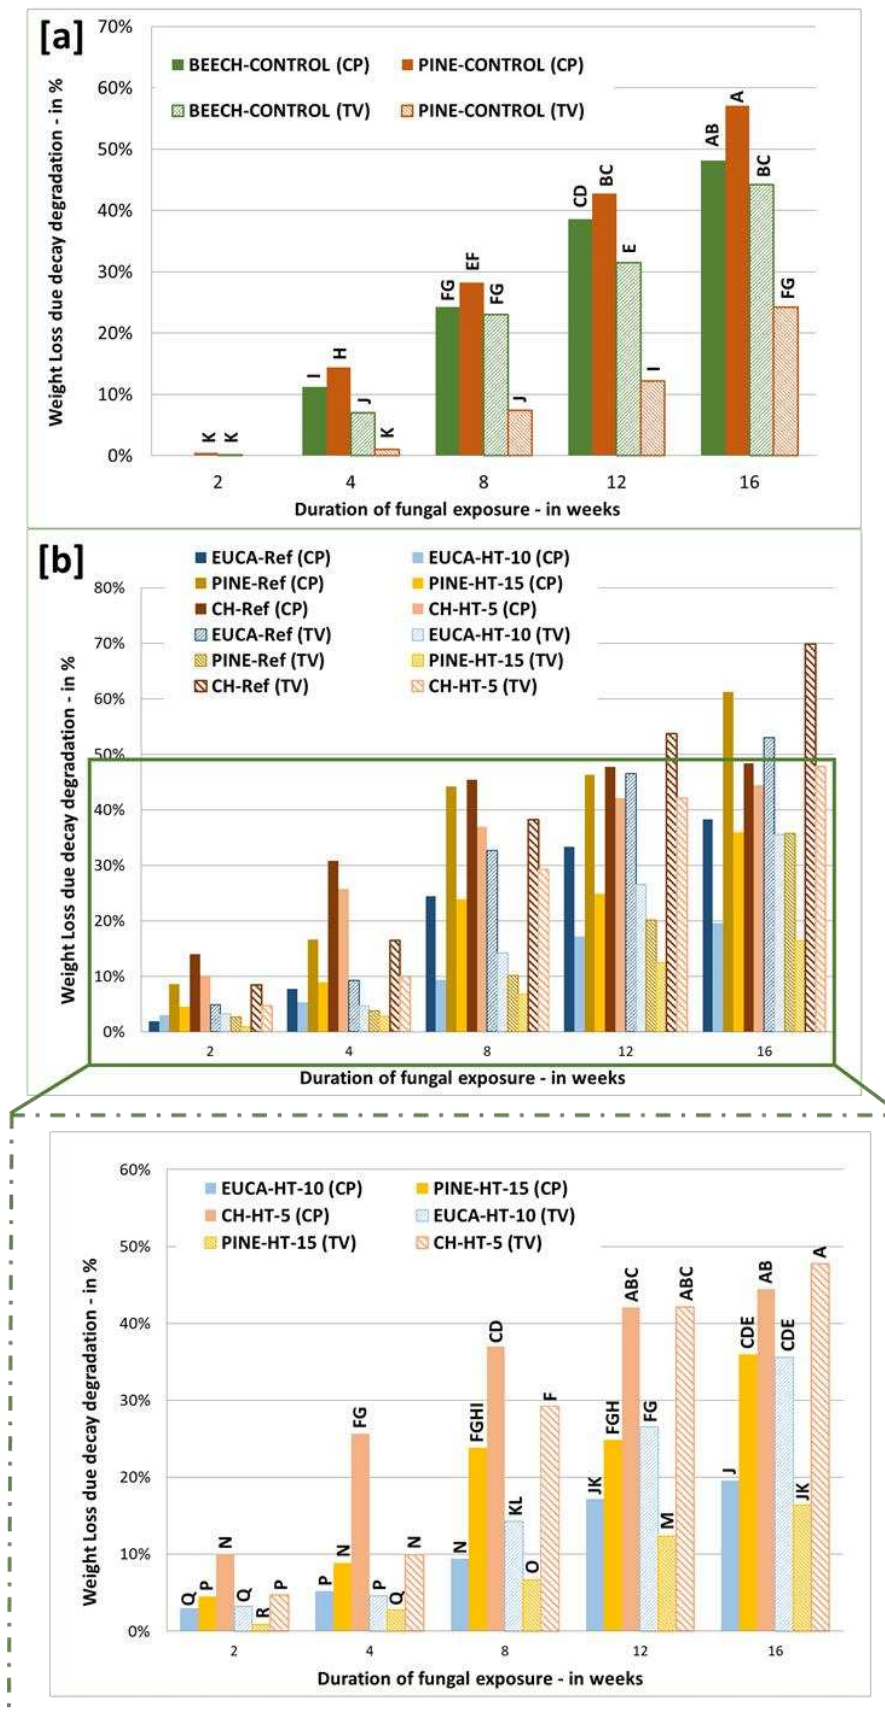 [a]
Weight Loss due decay degradation - in %
70%
60%
50%
40%
30%
20%
10%
0%
BEECH-CONTROL (CP) PINE-CONTROL (CP)
BEECH-CONTROL (TV) PINE-CONTROL (TV)
K K
I H J K
FG EF FG J
CD BC E I
AB A BC FG
2 4 8 12 16
Duration of fungal exposure - in weeks
[b]
Weight Loss due decay degradation - in %
80%
70%
60%
50%
40%
30%
20%
10%
0%
EUCA-Ref (CP) EUCA-HT-10 (CP)
PINE-Ref (CP) PINE-HT-15 (CP)
CH-Ref (CP) CH-HT-5 (CP)
EUCA-Ref (TV) EUCA-HT-10 (TV)
PINE-Ref (TV) PINE-HT-15 (TV)
CH-Ref (TV) CH-HT-5 (TV)
2 4 8 12 16
Duration of fungal exposure - in weeks
Weight Loss due decay degradation - in %
60%
50%
40%
30%
20%
10%
0%
EUCA-HT-10 (CP) PINE-HT-15 (CP)
CH-HT-5 (CP) EUCA-HT-10 (TV)
PINE-HT-15 (TV) CH-HT-5 (TV)
Q P N Q R P
P N FG P Q N
N FGHI CD KL O F
JK FGH ABC FG M ABC
J CDE AB CDE JK A
2 4 8 12 16
Duration of fungal exposure - in weeks